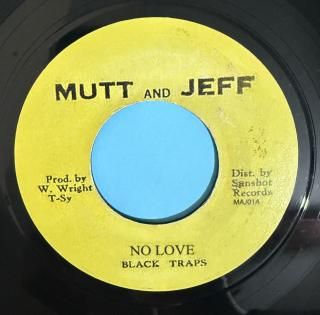 MUTT AND JEFF
Prod. by
W. Wright
T-Sy
Dist. by
Sanshot
Records
MAJ01A
NO LOVE
BLACK TRAPS